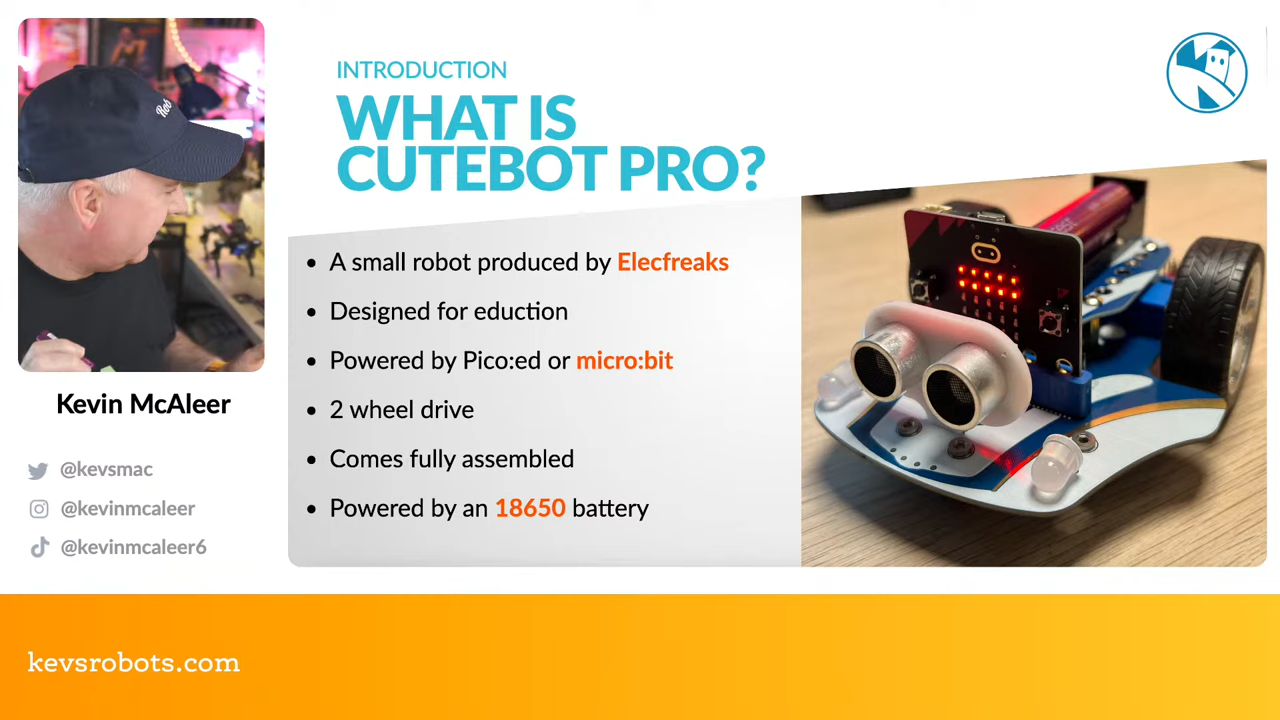 INTRODUCTION
WHAT IS
CUTEBOT PRO?
A small robot produced by Elecfreaks
Designed for eduction
Powered by Pico:ed or micro:bit
2 wheel drive
Comes fully assembled
Powered by an 18650 battery
Kevin McAleer
@kevsmac
@kevinmcaleer
@kevinmcaleer6
kevsrobots.com